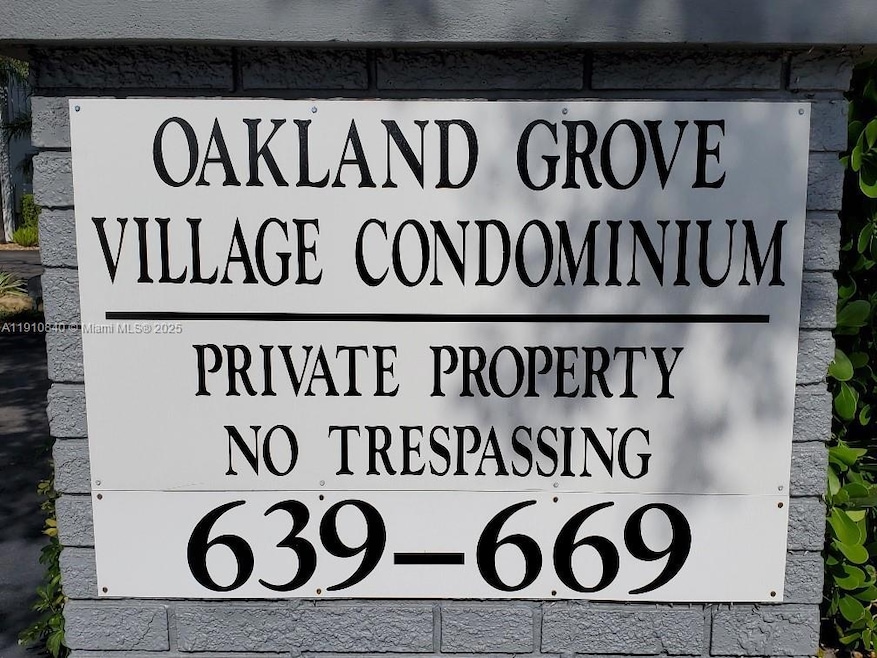 OAKLAND GROVE
VILLAGE CONDOMINIUM
A11910840 © Miami MLS® 2025
PRIVATE PROPERTY
NO TRESPASSING
639-669